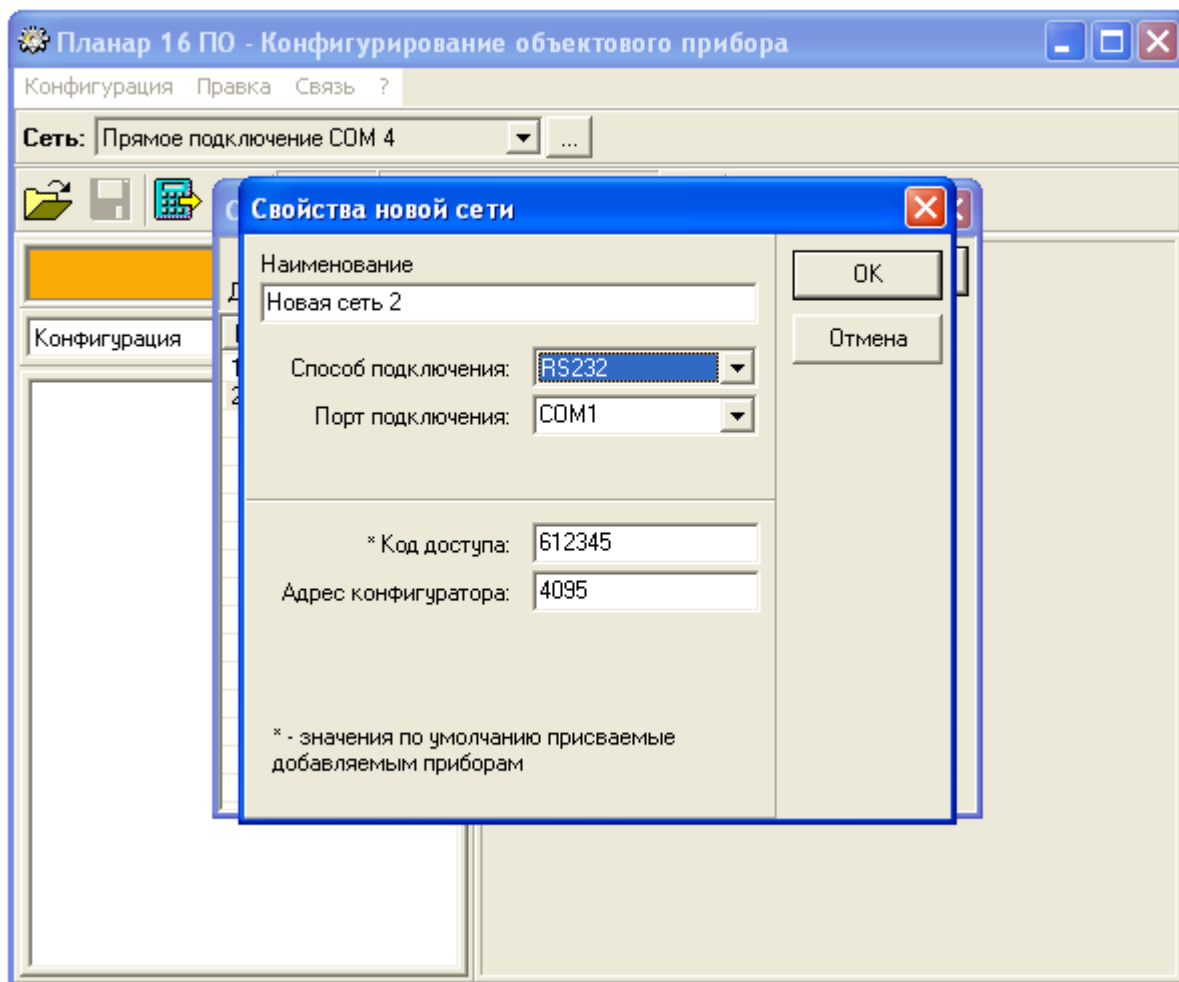 Планар 16 ПО - Конфигурирование объектового прибора
Конфигурация Правка Связь ?
Сеть: Прямое подключение COM 4 ...
Свойства новой сети
Наименование
Новая сеть 2
OK
Конфигурация
Отмена
Способ подключения: RS232
Порт подключения: COM1
* Код доступа: 612345
Адрес конфигуратора: 4095
* - значения по умолчанию присваемые
добавляемым приборам